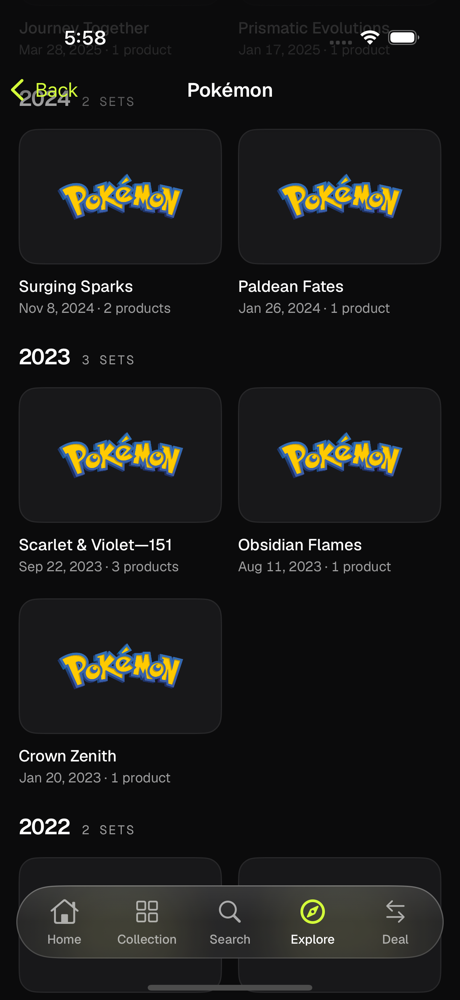 Journey Together
Prismatic Evolutions
Mar 28, 2025 · 1 product
Jan 17, 2025 · 1 product
5:58
Back
Pokémon
2024 2 SETS
POKéMON
POKéMON
Surging Sparks
Paldean Fates
Nov 8, 2024 · 2 products
Jan 26, 2024 · 1 product
2023 3 SETS
POKéMON
POKéMON
Scarlet & Violet—151
Obsidian Flames
Sep 22, 2023 · 3 products
Aug 11, 2023 · 1 product
POKéMON
Crown Zenith
Jan 20, 2023 · 1 product
2022 2 SETS
Home
Collection
Search
Explore
Deal